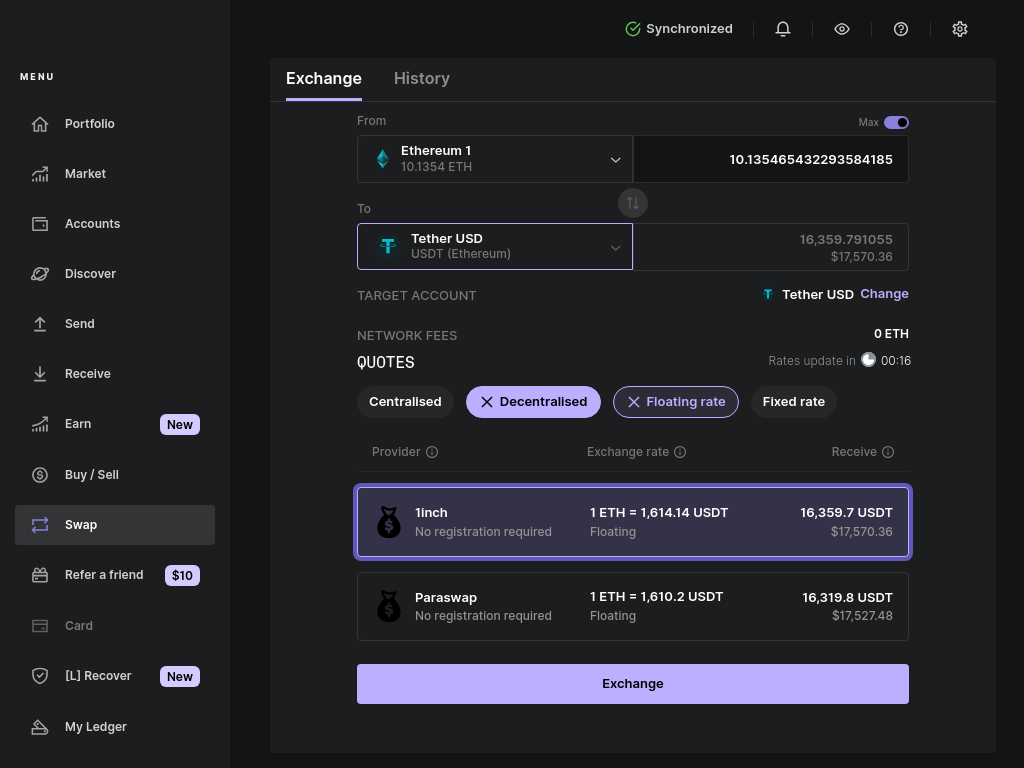 Synchronized
MENU
Portfolio
Market
Accounts
Discover
Send
Receive
Earn New
Buy / Sell
Swap
Refer a friend $10
Card
[L] Recover New
My Ledger
Exchange History
From Max
Ethereum 1
10.1354 ETH
10.135465432293584185
To
Tether USD
USDT (Ethereum)
16,359.791055
$17,570.36
TARGET ACCOUNT Tether USD Change
NETWORK FEES 0 ETH
QUOTES Rates update in 00:16
Centralised Decentralised Floating rate Fixed rate
Provider Exchange rate Receive
1inch 1 ETH = 1,614.14 USDT 16,359.7 USDT
No registration required Floating $17,570.36
Paraswap 1 ETH = 1,610.2 USDT 16,319.8 USDT
No registration required Floating $17,527.48
Exchange